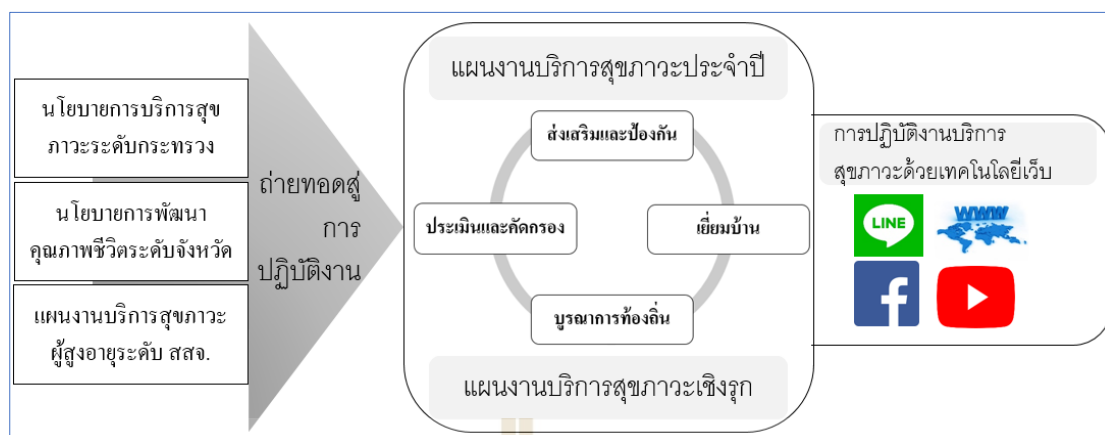 นโยบายการบริการสุข
ภาวะระดับกระทรวง
นโยบายการพัฒนา
คุณภาพชีวิตระดับจังหวัด
แผนงานบริการสุขภาวะ
ผู้สูงอายุระดับ สสจ.
ถ่ายทอดสู่
การ
ปฏิบัติงาน
แผนงานบริการสุขภาวะประจำปี
ส่งเสริมและป้องกัน
ประเมินและคัดกรอง
เยี่ยมบ้าน
บูรณาการท้องถิ่น
แผนงานบริการสุขภาวะเชิงรุก
การปฏิบัติงานบริการ
สุขภาวะด้วยเทคโนโลยีเว็บ
LINE
WWW
f